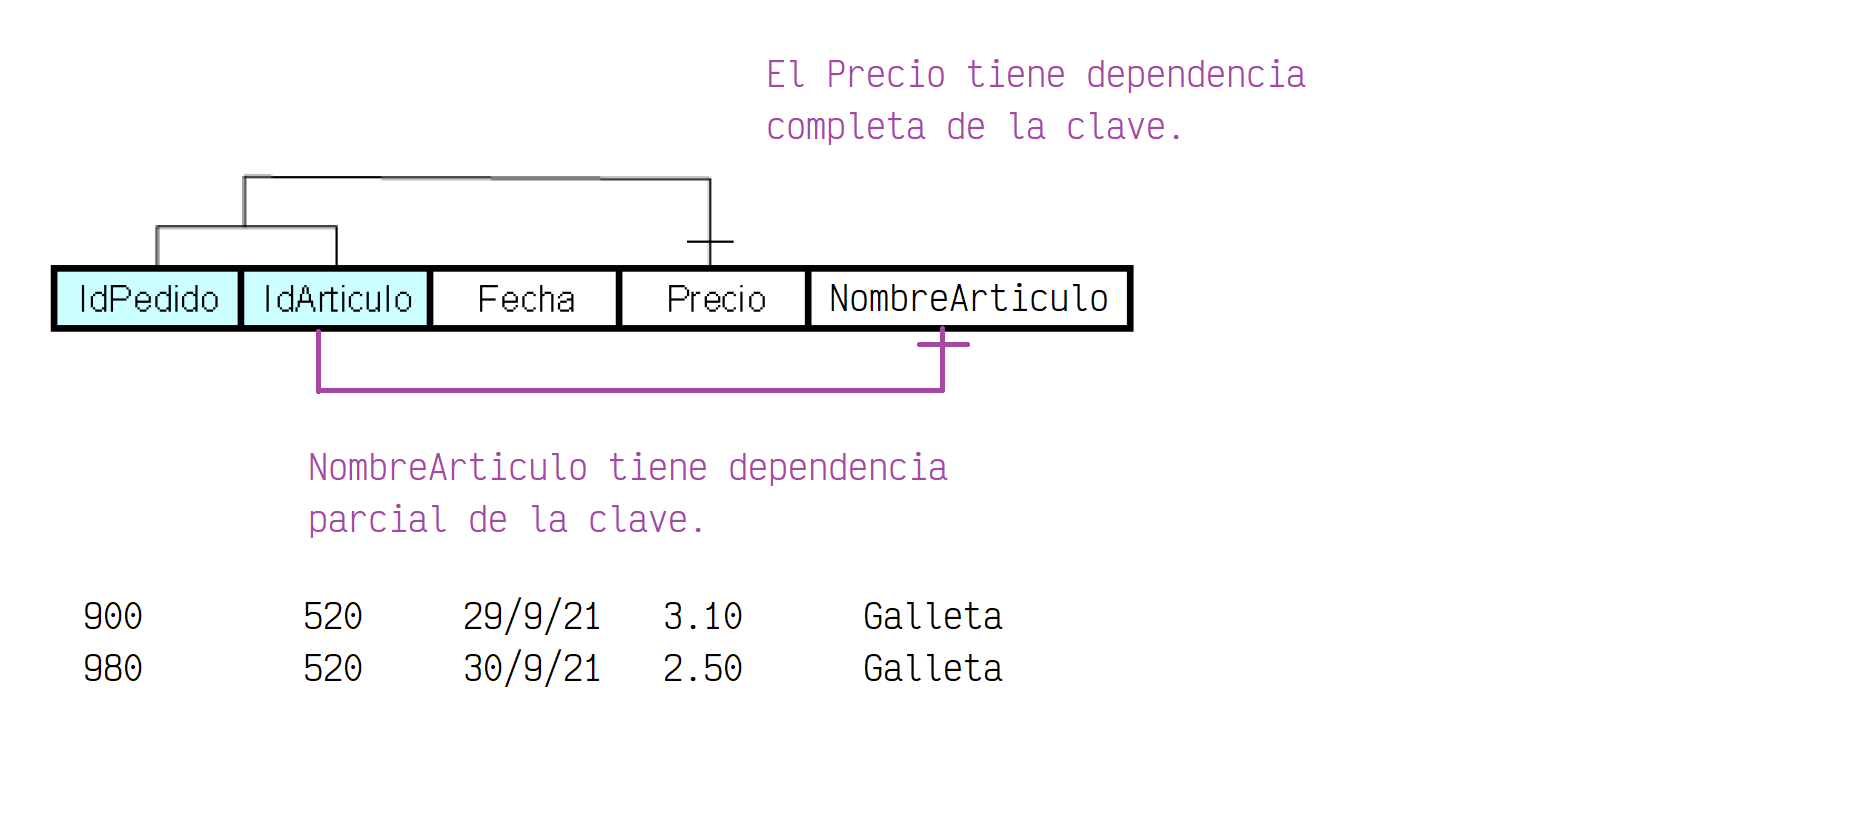 El Precio tiene dependencia
completa de la clave.
IdPedido IdArticulo Fecha Precio NombreArticulo
NombreArticulo tiene dependencia
parcial de la clave.
900 520 29/9/21 3.10 Galleta
980 520 30/9/21 2.50 Galleta